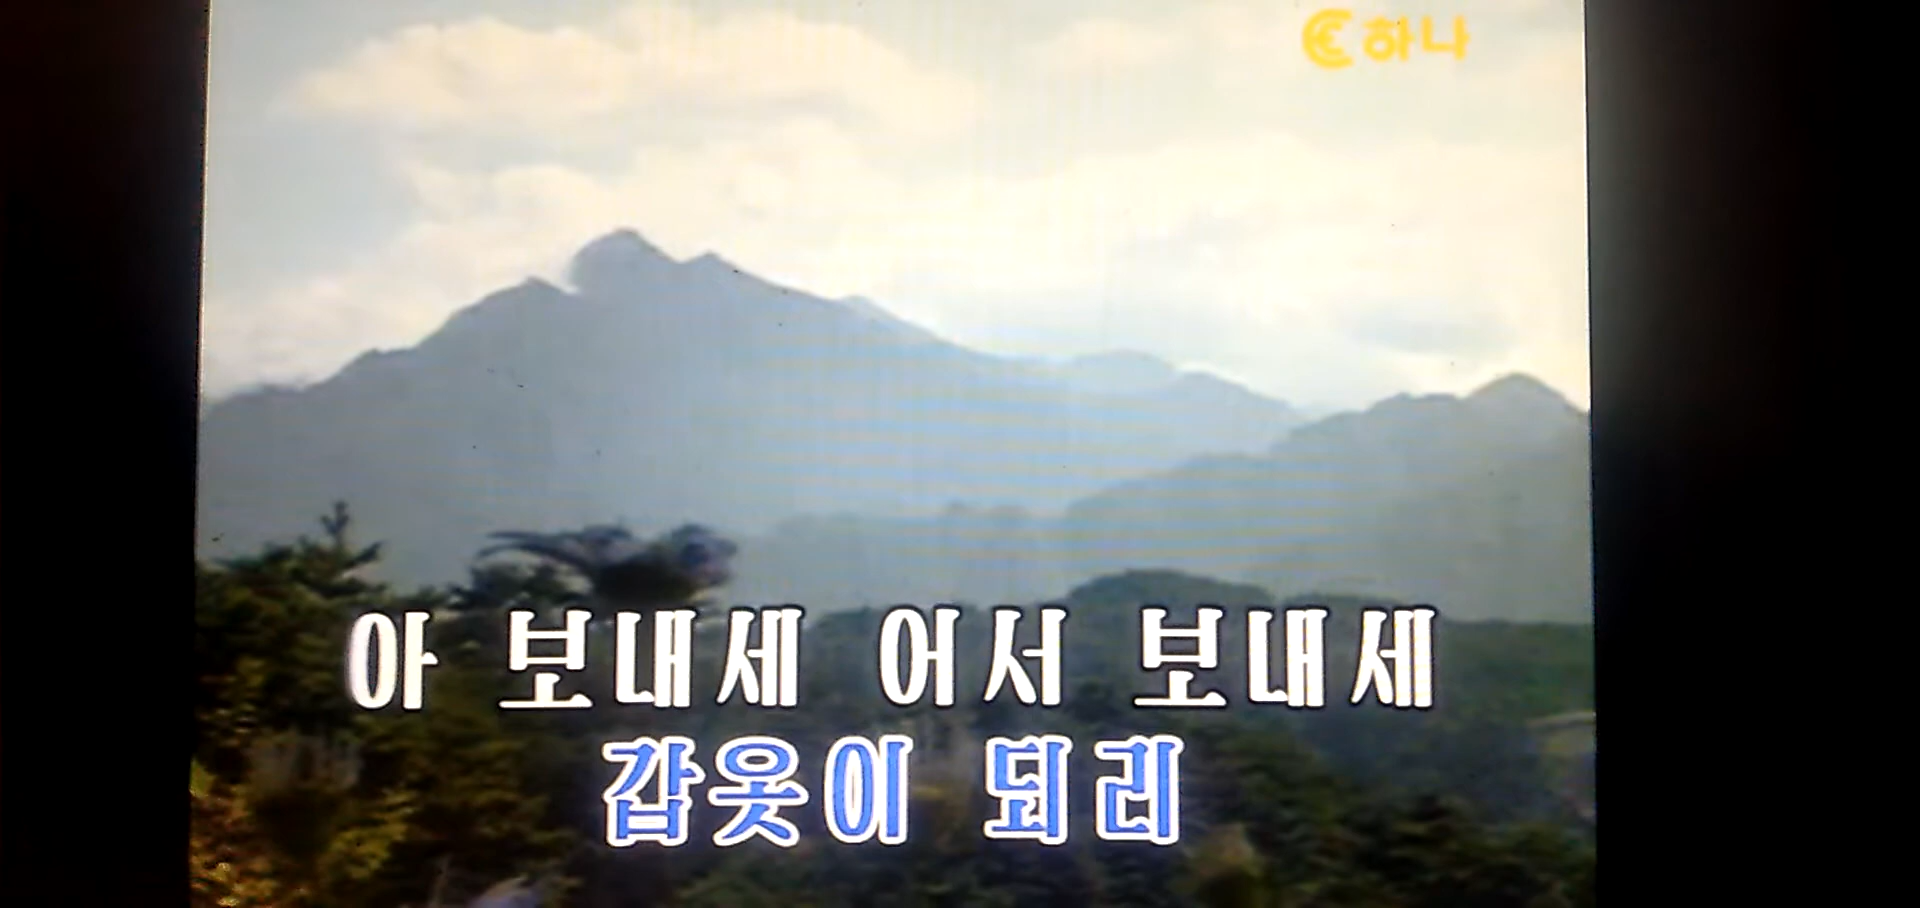 하나
아 보내세 어서 보내세
갑옷이 되리